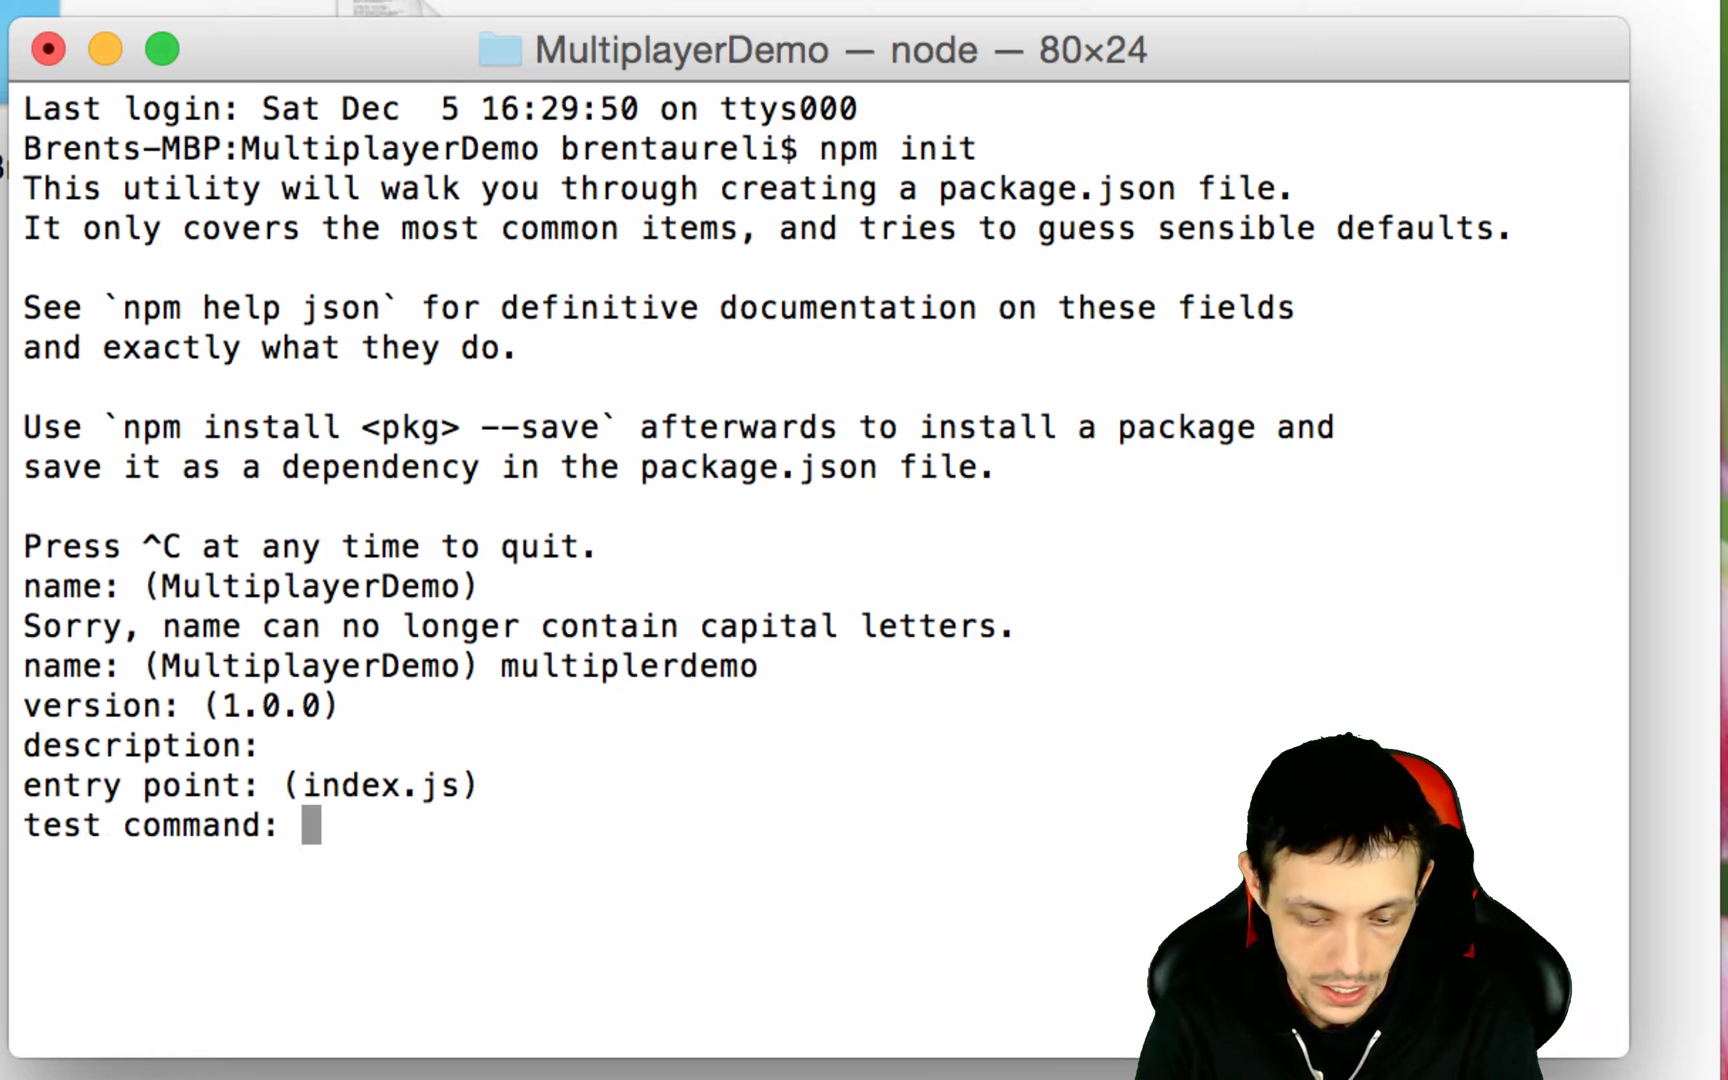 MultiplayerDemo — node — 80×24
Last login: Sat Dec  5 16:29:50 on ttys000
Brents-MBP:MultiplayerDemo brentaureli$ npm init
This utility will walk you through creating a package.json file.
It only covers the most common items, and tries to guess sensible defaults.
See `npm help json` for definitive documentation on these fields
and exactly what they do.
Use `npm install <pkg> --save` afterwards to install a package and
save it as a dependency in the package.json file.
Press ^C at any time to quit.
name: (MultiplayerDemo)
Sorry, name can no longer contain capital letters.
name: (MultiplayerDemo) multiplerdemo
version: (1.0.0)
description:
entry point: (index.js)
test command: